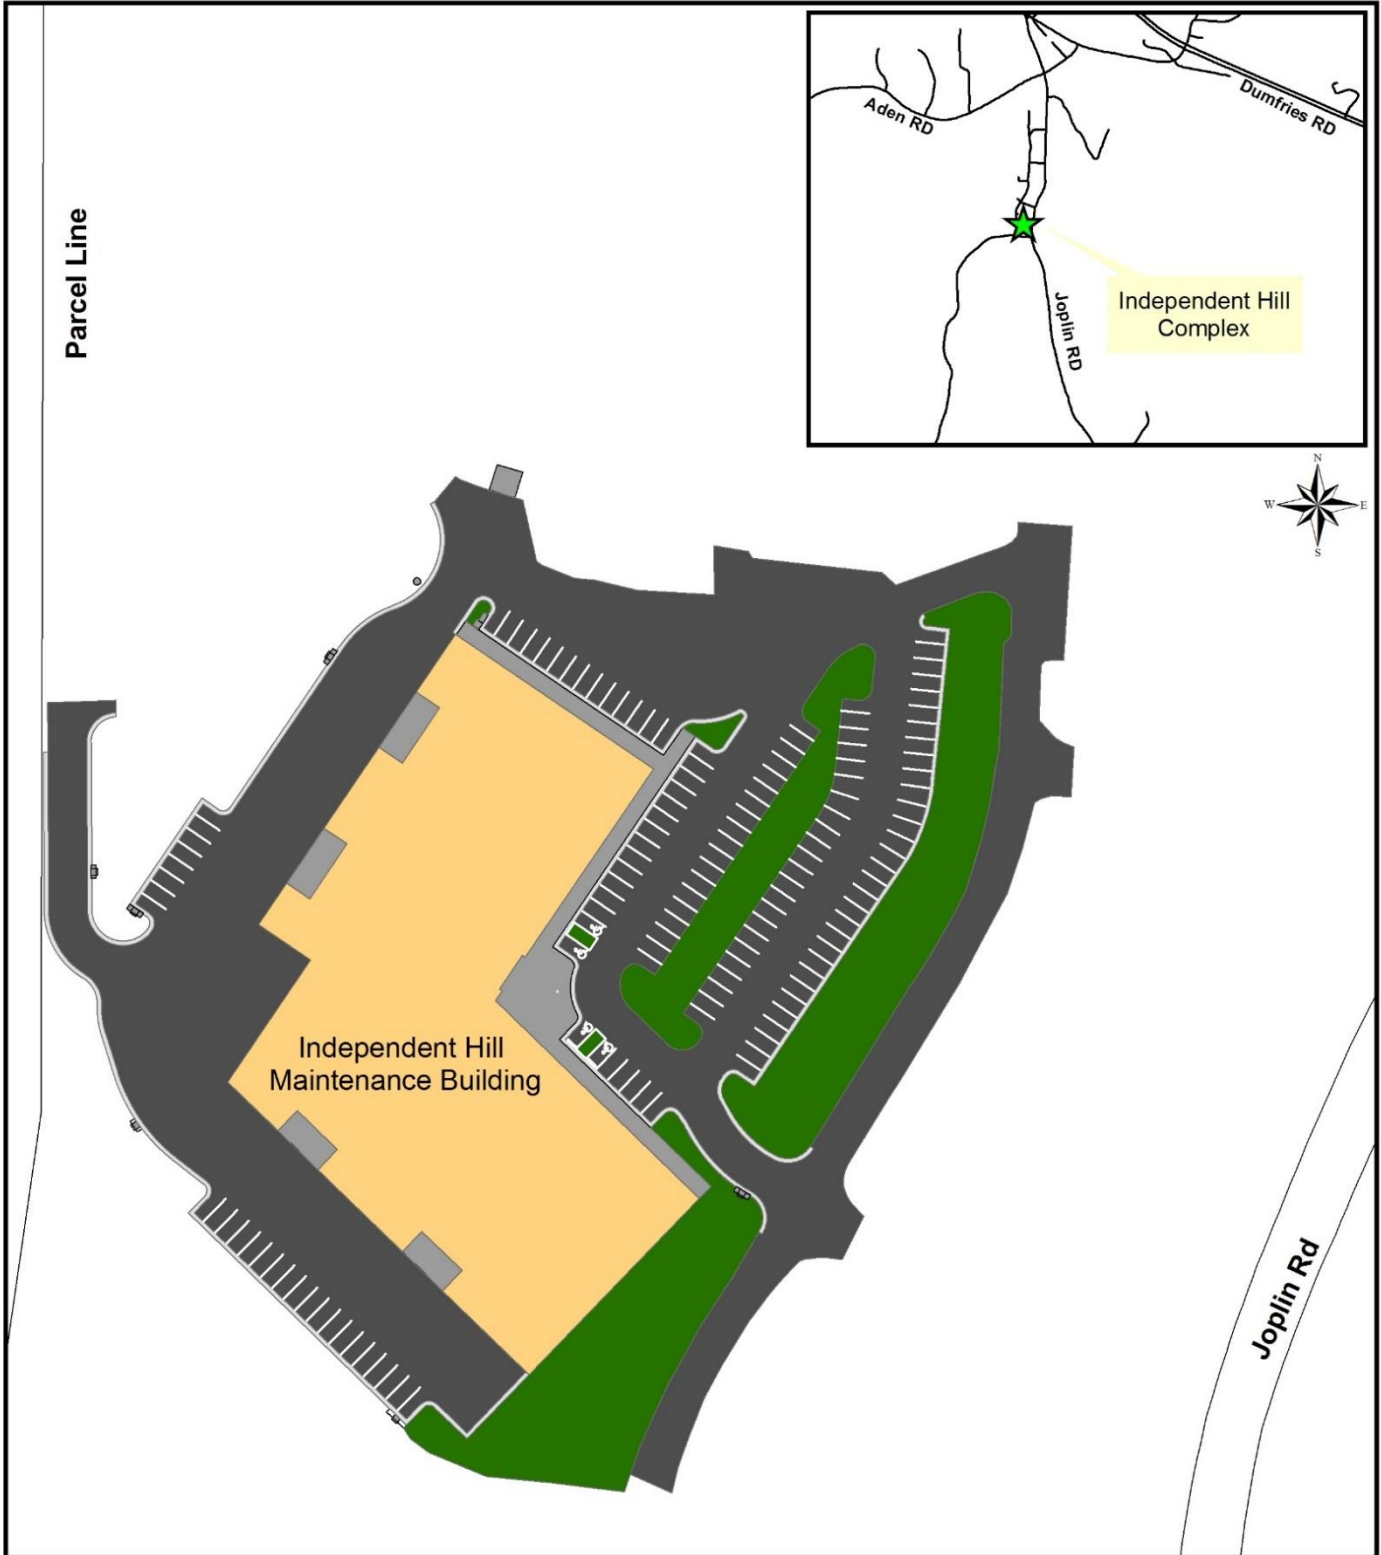 Aden RD
Dumfries RD
Joplin RD
Independent Hill
Complex
Parcel Line
N
W
E
S
Independent Hill
Maintenance Building
Joplin Rd